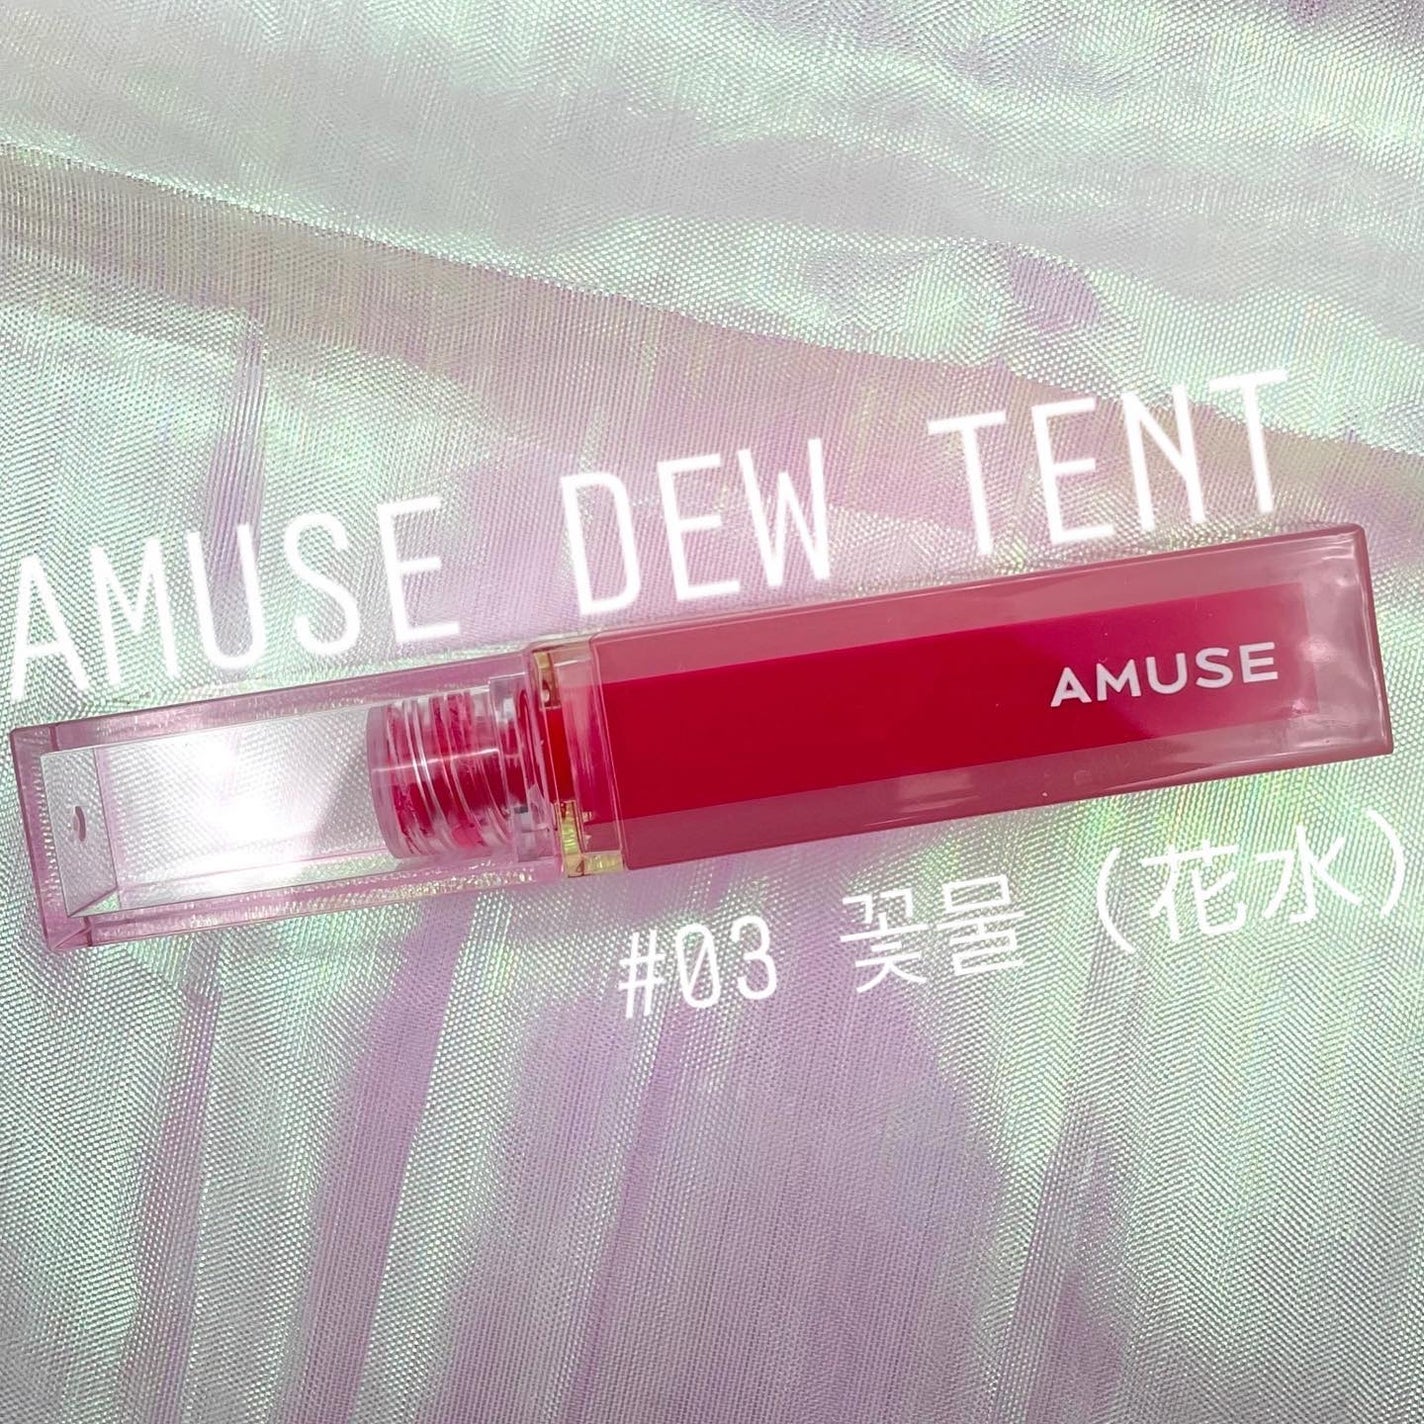 AMUSE DEW TENT
AMUSE
#03 꽃물 (花水)